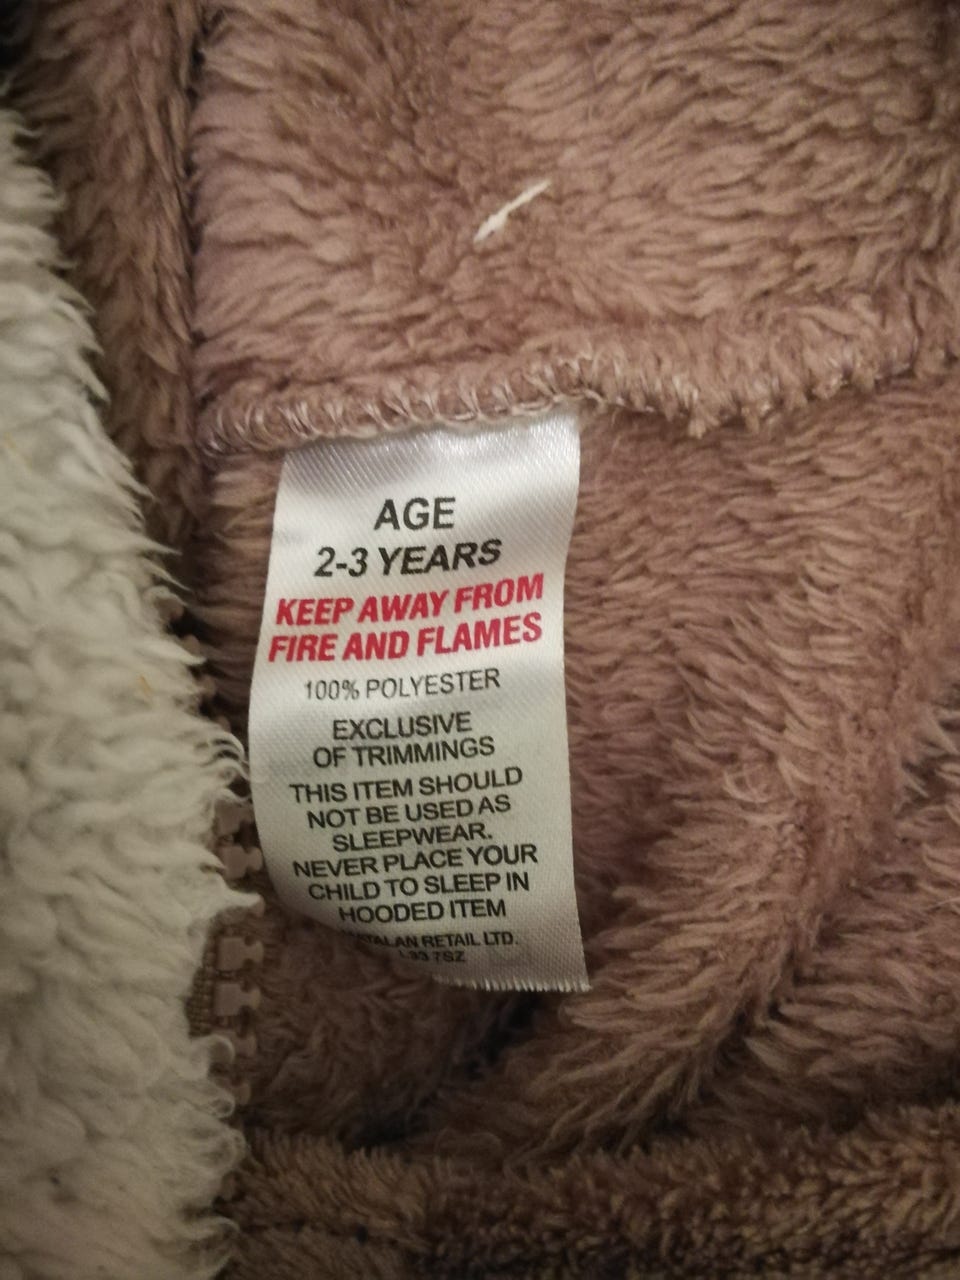 AGE
2-3 YEARS
KEEP AWAY FROM
FIRE AND FLAMES
100% POLYESTER
EXCLUSIVE
OF TRIMMINGS
THIS ITEM SHOULD
NOT BE USED AS
SLEEPWEAR.
NEVER PLACE YOUR
CHILD TO SLEEP IN
HOODED ITEM
RETAIL LTD.
7SZ